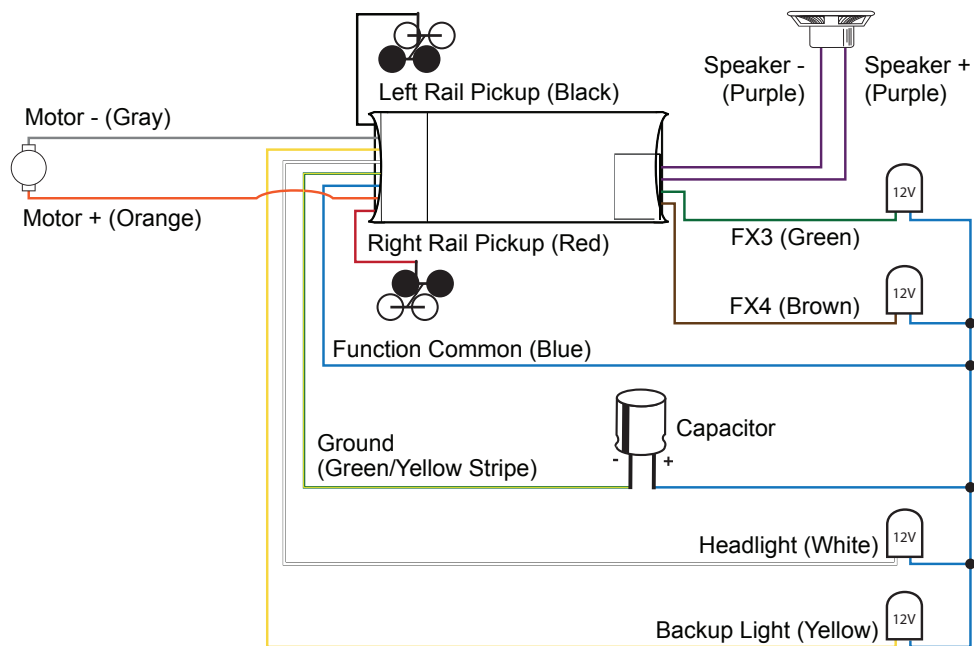 Speaker -
(Purple)
Speaker +
(Purple)
Left Rail Pickup (Black)
Motor - (Gray)
Motor + (Orange)
Right Rail Pickup (Red)
12V
FX3 (Green)
12V
FX4 (Brown)
Function Common (Blue)
Capacitor
- +
Ground
(Green/Yellow Stripe)
12V
Headlight (White)
12V
Backup Light (Yellow)